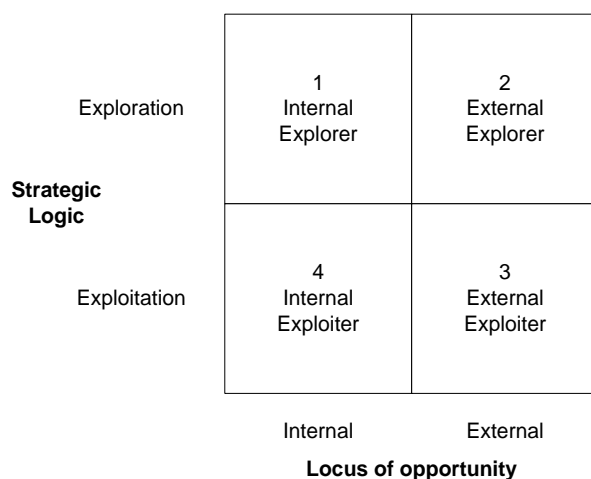 1
Internal
Explorer
2
External
Explorer
Exploration
Strategic
Logic
4
Internal
Exploiter
3
External
Exploiter
Exploitation
Internal
External
Locus of opportunity